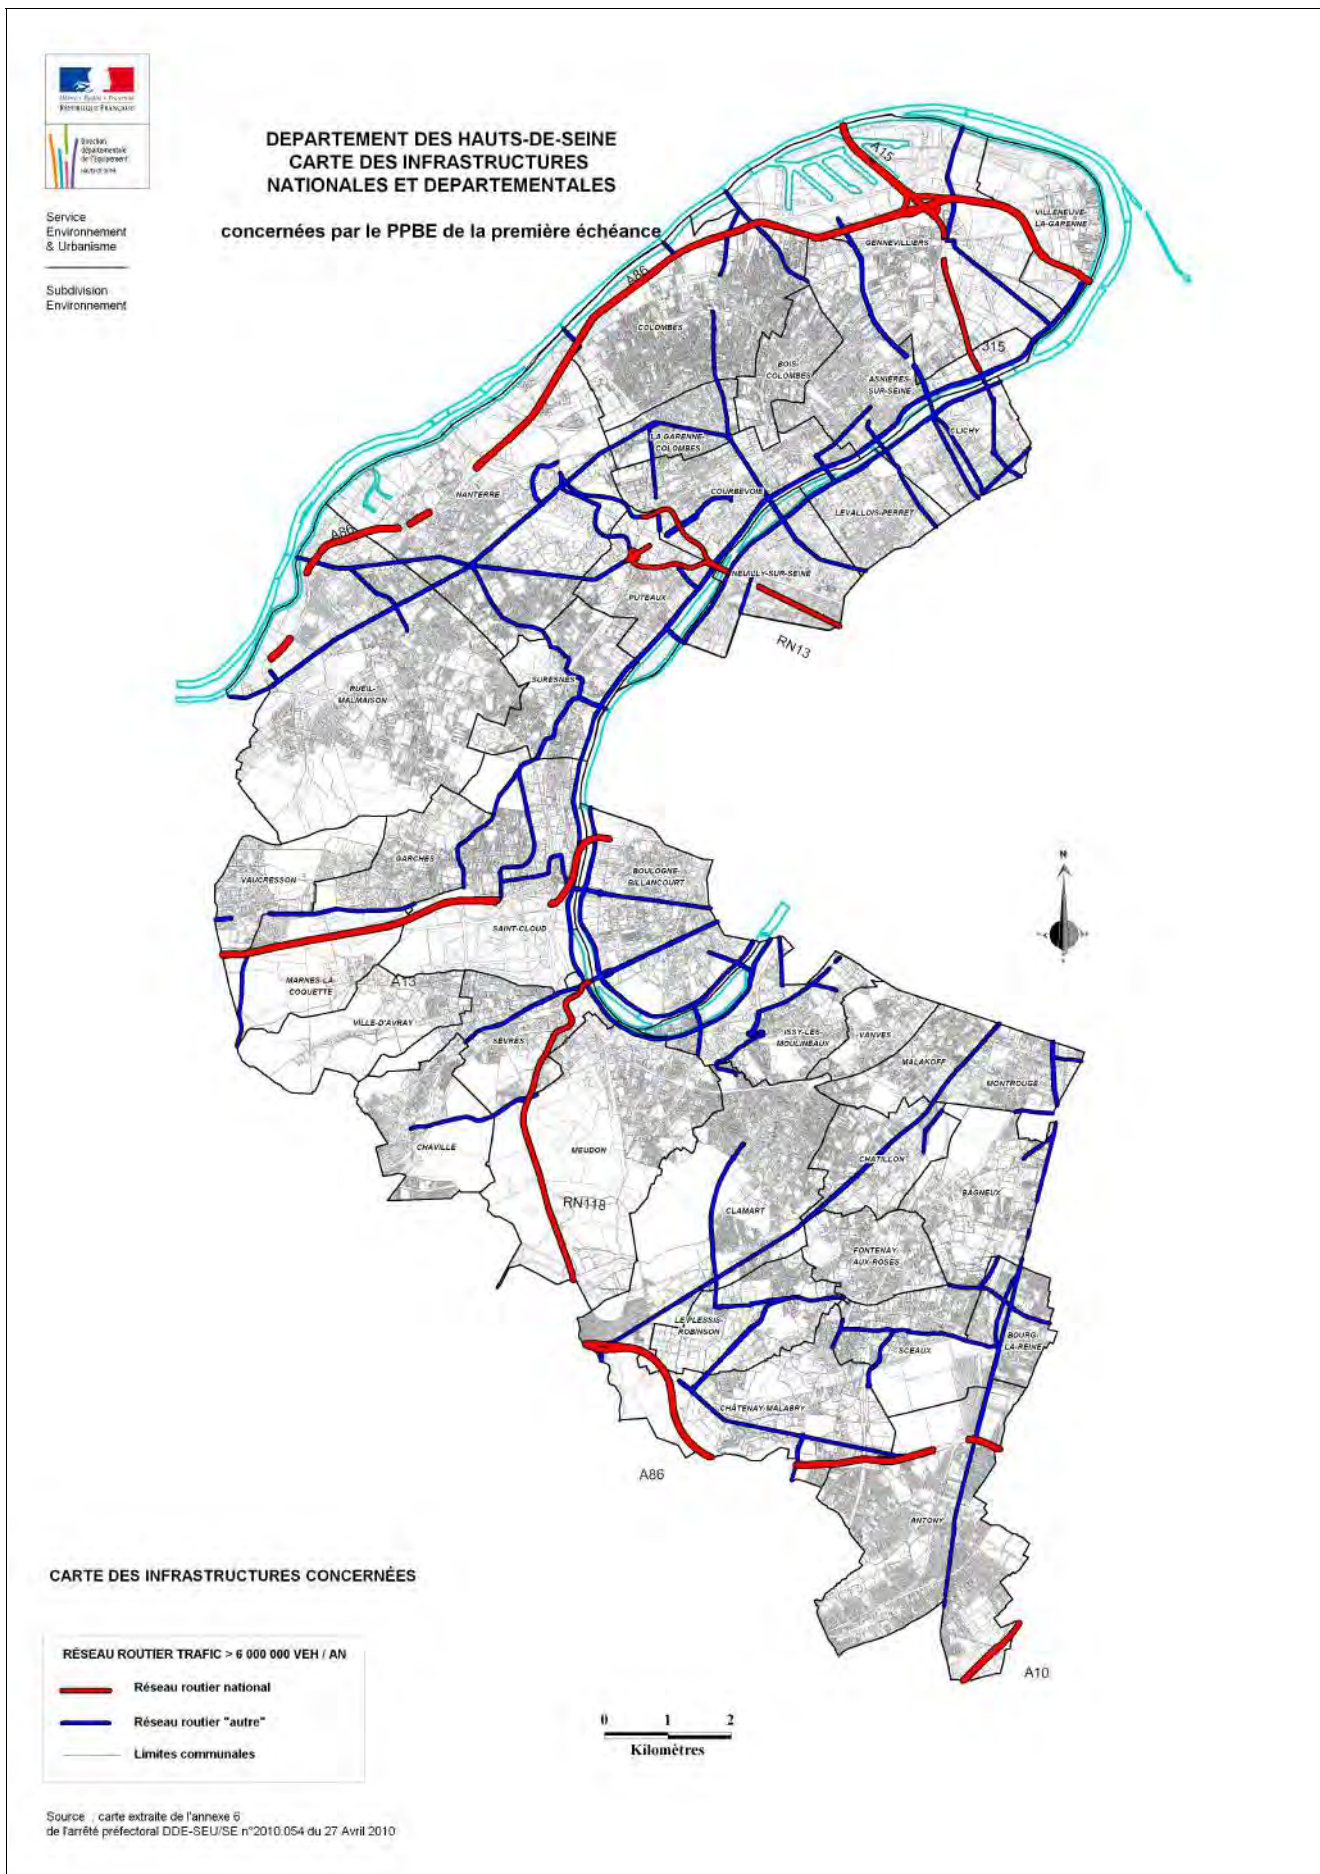 RÉPUBLIQUE FRANÇAISE
Direction
départementale
de l'Equipement
Service
Environnement
& Urbanisme
Subdivision
Environnement
DEPARTEMENT DES HAUTS-DE-SEINE
CARTE DES INFRASTRUCTURES
NATIONALES ET DEPARTEMENTALES
concernées par le PPBE de la première échéance
A15
VILLENEUVE-
LA-GARENNE
GENNEVILLIERS
A86
COLOMBES
315
BOIS-
COLOMBES
ASNIERES-
SUR-SEINE
CLICHY
LA GARENNE-
COLOMBES
NANTERRE
COURBEVOIE
LEVALLOIS-PERRET
A86
NEUILLY-SUR-SEINE
PUTEAUX
RN13
SURESNES
RUEIL-
MALMAISON
GARCHES
VAUCRESSON
BOULOGNE-
BILLANCOURT
SAINT-CLOUD
N
MARNES-LA-
COQUETTE
A13
VILLE-D'AVRAY
SEVRES
ISSY-LES-
MOULINEAUX
VANVES
MALAKOFF
MONTROUGE
CHAVILLE
MEUDON
CHATILLON
BAGNEUX
RN118
CLAMART
FONTENAY-
AUX-ROSES
LE PLESSIS-
ROBINSON
SCEAUX
BOURG-
LA-REINE
CHÂTENAY-MALABRY
A86
ANTONY
A10
CARTE DES INFRASTRUCTURES CONCERNÉES
RÉSEAU ROUTIER TRAFIC > 6 000 000 VEH / AN
Réseau routier national
Réseau routier "autre"
Limites communales
0 1 2
Kilomètres
Source : carte extraite de l'annexe 6
de l'arrêté préfectoral DDE-SEU/SE n°2010.054 du 27 Avril 2010